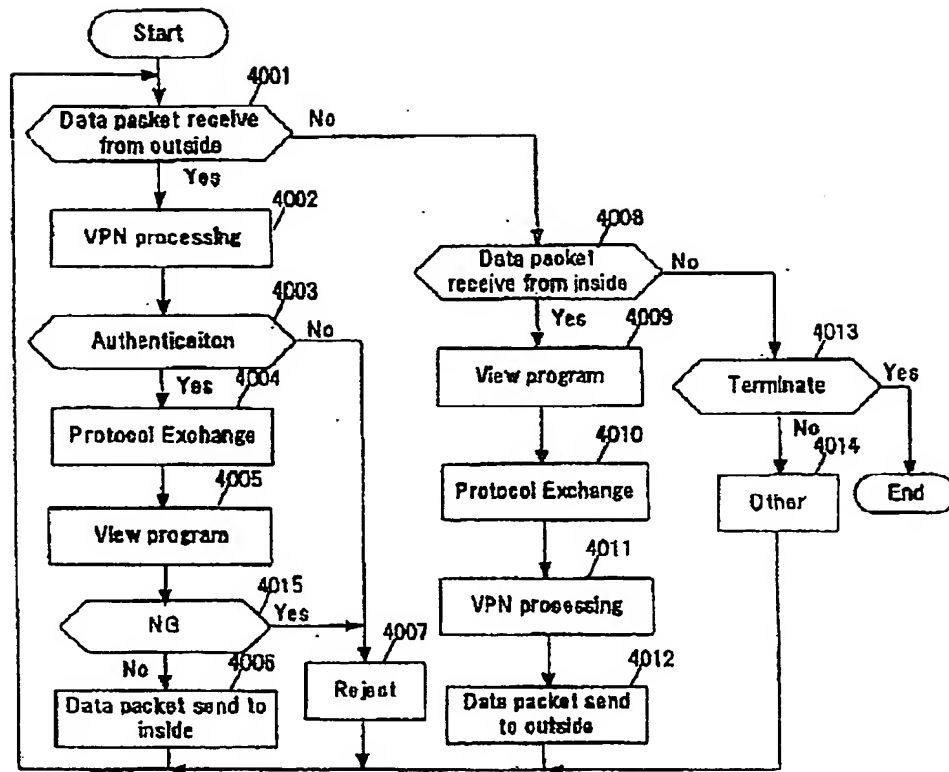 Start
4001
Data packet receive
from outside
No
Yes
4002
VPN processing
4003
Authenticaiton
No
Yes
4004
Protocol Exchange
4005
View program
4015
NG
Yes
No
4006
Data packet send to
inside
4007
Reject
4008
Data packet
receive from inside
No
Yes
4009
View program
4010
Protocol Exchange
4011
VPN processing
4012
Data packet send
to outside
4013
Terminate
Yes
No
4014
Other
End